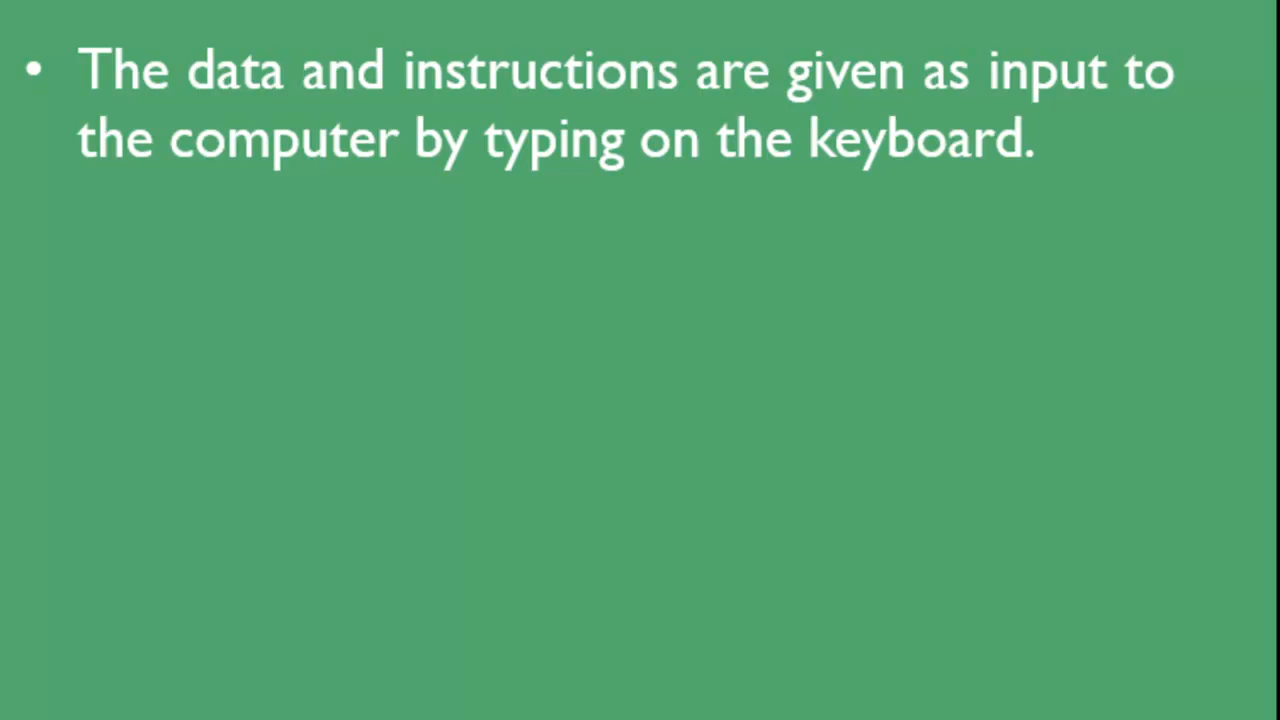 • The data and instructions are given as input to
the computer by typing on the keyboard.